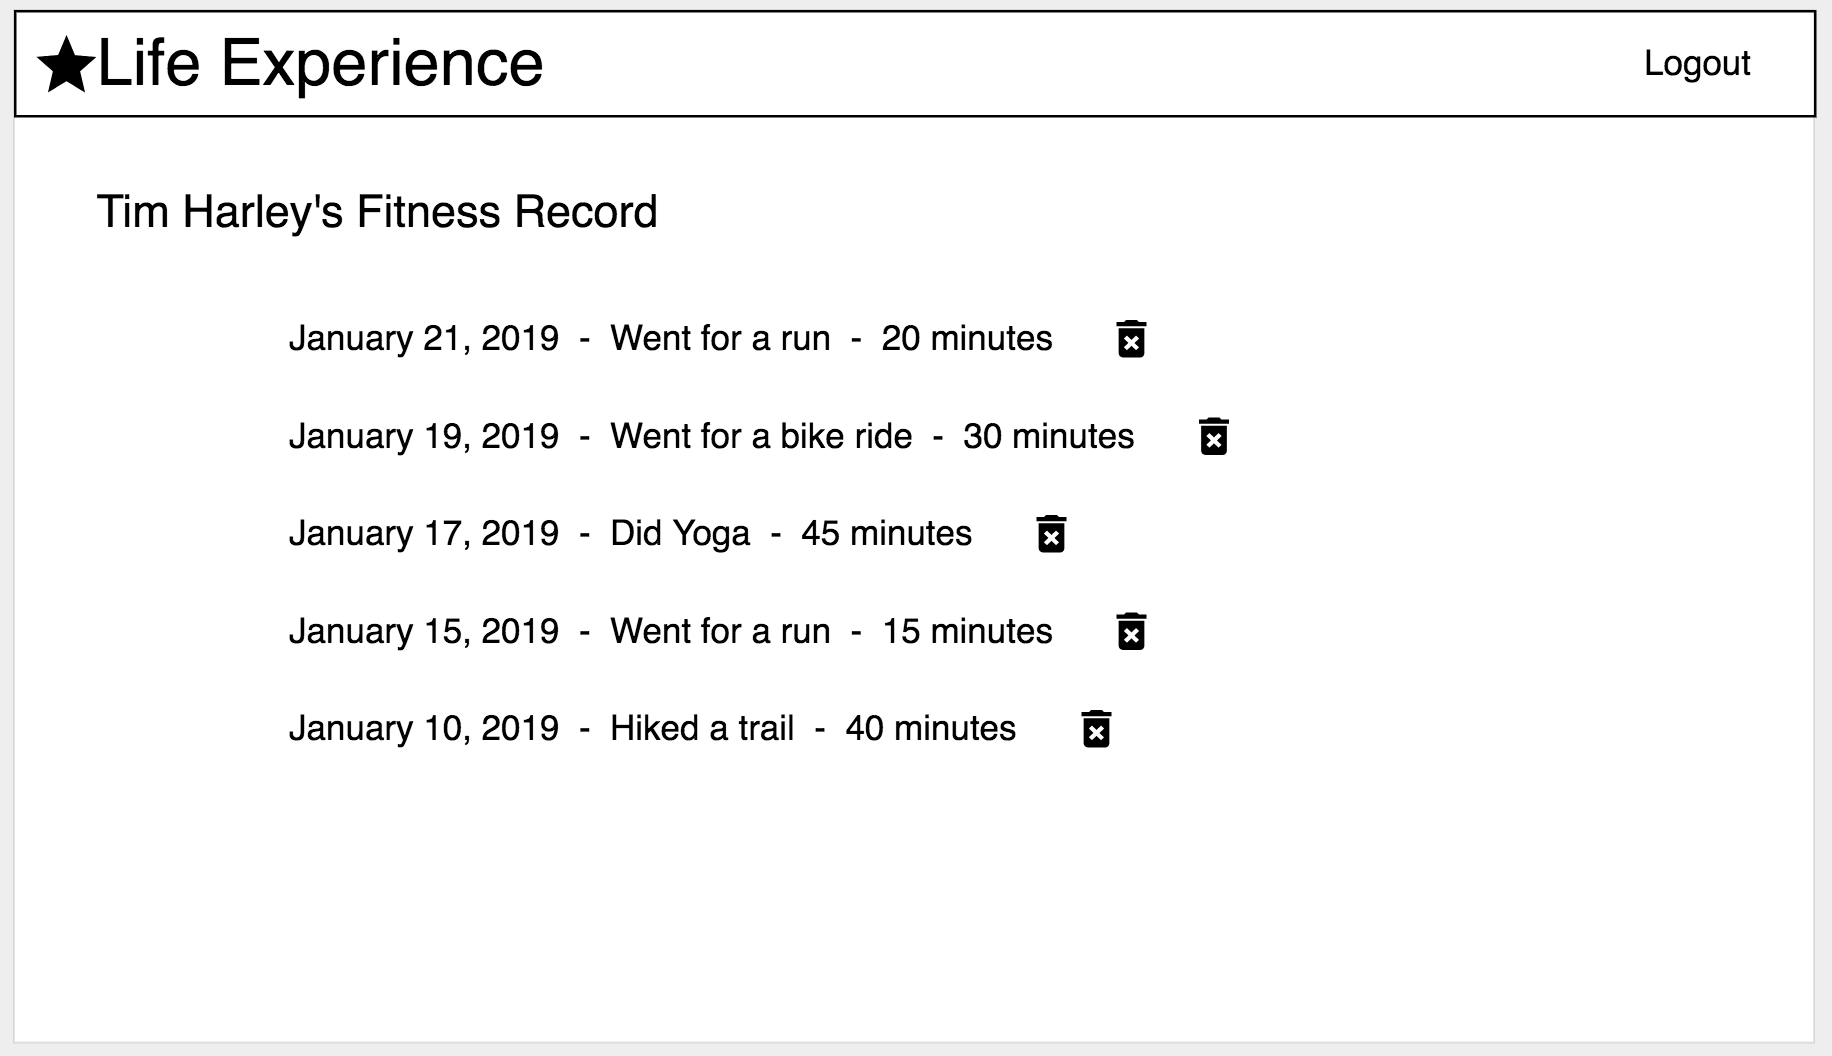 Life Experience
Logout
Tim Harley's Fitness Record
January 21, 2019 - Went for a run - 20 minutes
January 19, 2019 - Went for a bike ride - 30 minutes
January 17, 2019 - Did Yoga - 45 minutes
January 15, 2019 - Went for a run - 15 minutes
January 10, 2019 - Hiked a trail - 40 minutes